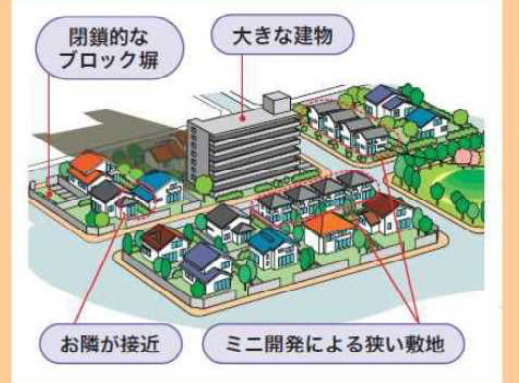 閉鎖的な
ブロック塀
大きな建物
お隣が接近
ミニ開発による狭い敷地